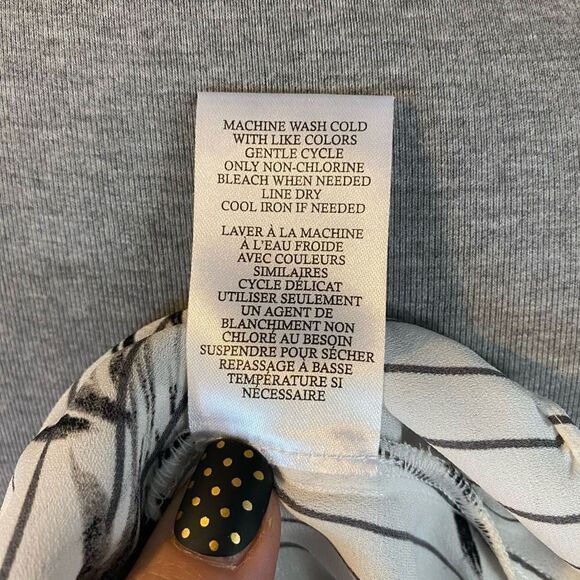 MACHINE WASH COLD
WITH LIKE COLORS
GENTLE CYCLE
ONLY NON-CHLORINE
BLEACH WHEN NEEDED
LINE DRY
COOL IRON IF NEEDED
LAVER À LA MACHINE
À L'EAU FROIDE
AVEC COULEURS
SIMILAIRES
CYCLE DÉLICAT
UTILISER SEULEMENT
UN AGENT DE
BLANCHIMENT NON
CHLORÉ AU BESOIN
SUSPENDRE POUR SÉCHER
REPASSAGE À BASSE
TEMPÉRATURE SI
NÉCESSAIRE